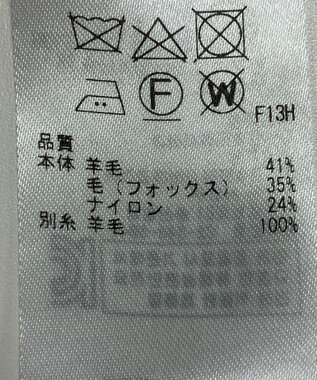 F W F13H
品質
本体 羊毛 41%
毛(フォックス) 35%
ナイロン 24%
別糸 羊毛 100%